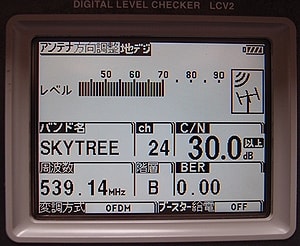 DIGITAL LEVEL CHECKER LCV2
アンテナ方向調整 地デジ
50 60 70 80 90
レベル
バンド名 ch C/N
SKYTREE 24 30.0 以上 dB
周波数 階層 BER
539.14 MHz B 0.00
変調方式 OFDM ブースター給電 OFF